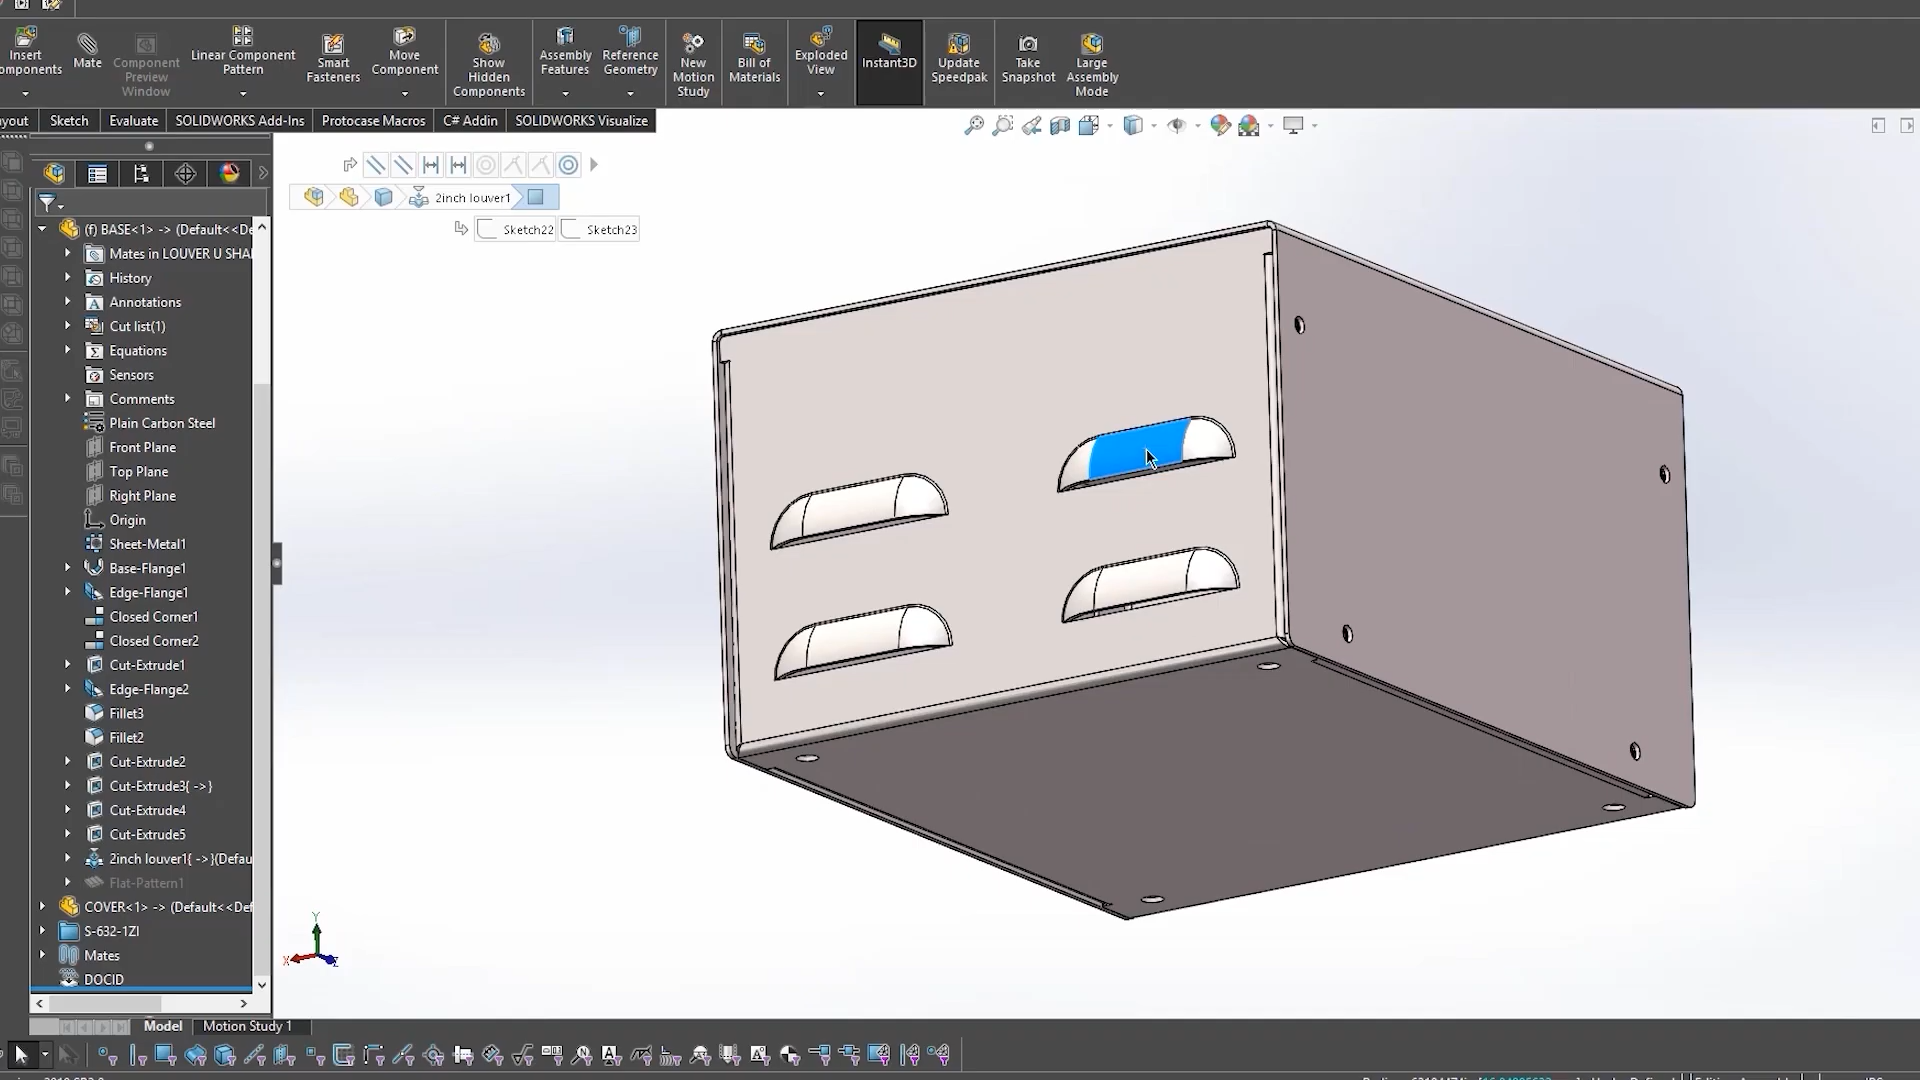 Insert
omponents
Mate
Component
Preview
Window
Linear Component
Pattern
Smart
Fasteners
Move
Component
Show
Hidden
Components
Assembly
Features
Reference
Geometry
New
Motion
Study
Bill of
Materials
Exploded
View
Instant3D
Update
Speedpak
Take
Snapshot
Large
Assembly
Mode
yout
Sketch
Evaluate
SOLIDWORKS Add-Ins
Protocase Macros
C# Addin
SOLIDWORKS Visualize
2inch louver1
Sketch22
Sketch23
(f) BASE<1> -> (Default<<De
Mates in LOUVER U SHA
History
Annotations
Cut list(1)
Equations
Sensors
Comments
Plain Carbon Steel
Front Plane
Top Plane
Right Plane
Origin
Sheet-Metal1
Base-Flange1
Edge-Flange1
Closed Corner1
Closed Corner2
Cut-Extrude1
Edge-Flange2
Fillet3
Fillet2
Cut-Extrude2
Cut-Extrude3{ ->}
Cut-Extrude4
Cut-Extrude5
2inch louver1{ ->}(Defau
Flat-Pattern1
COVER<1> -> (Default<<Def
S-632-1ZI
Mates
DOCID
Y
X
Z
Model
Motion Study 1